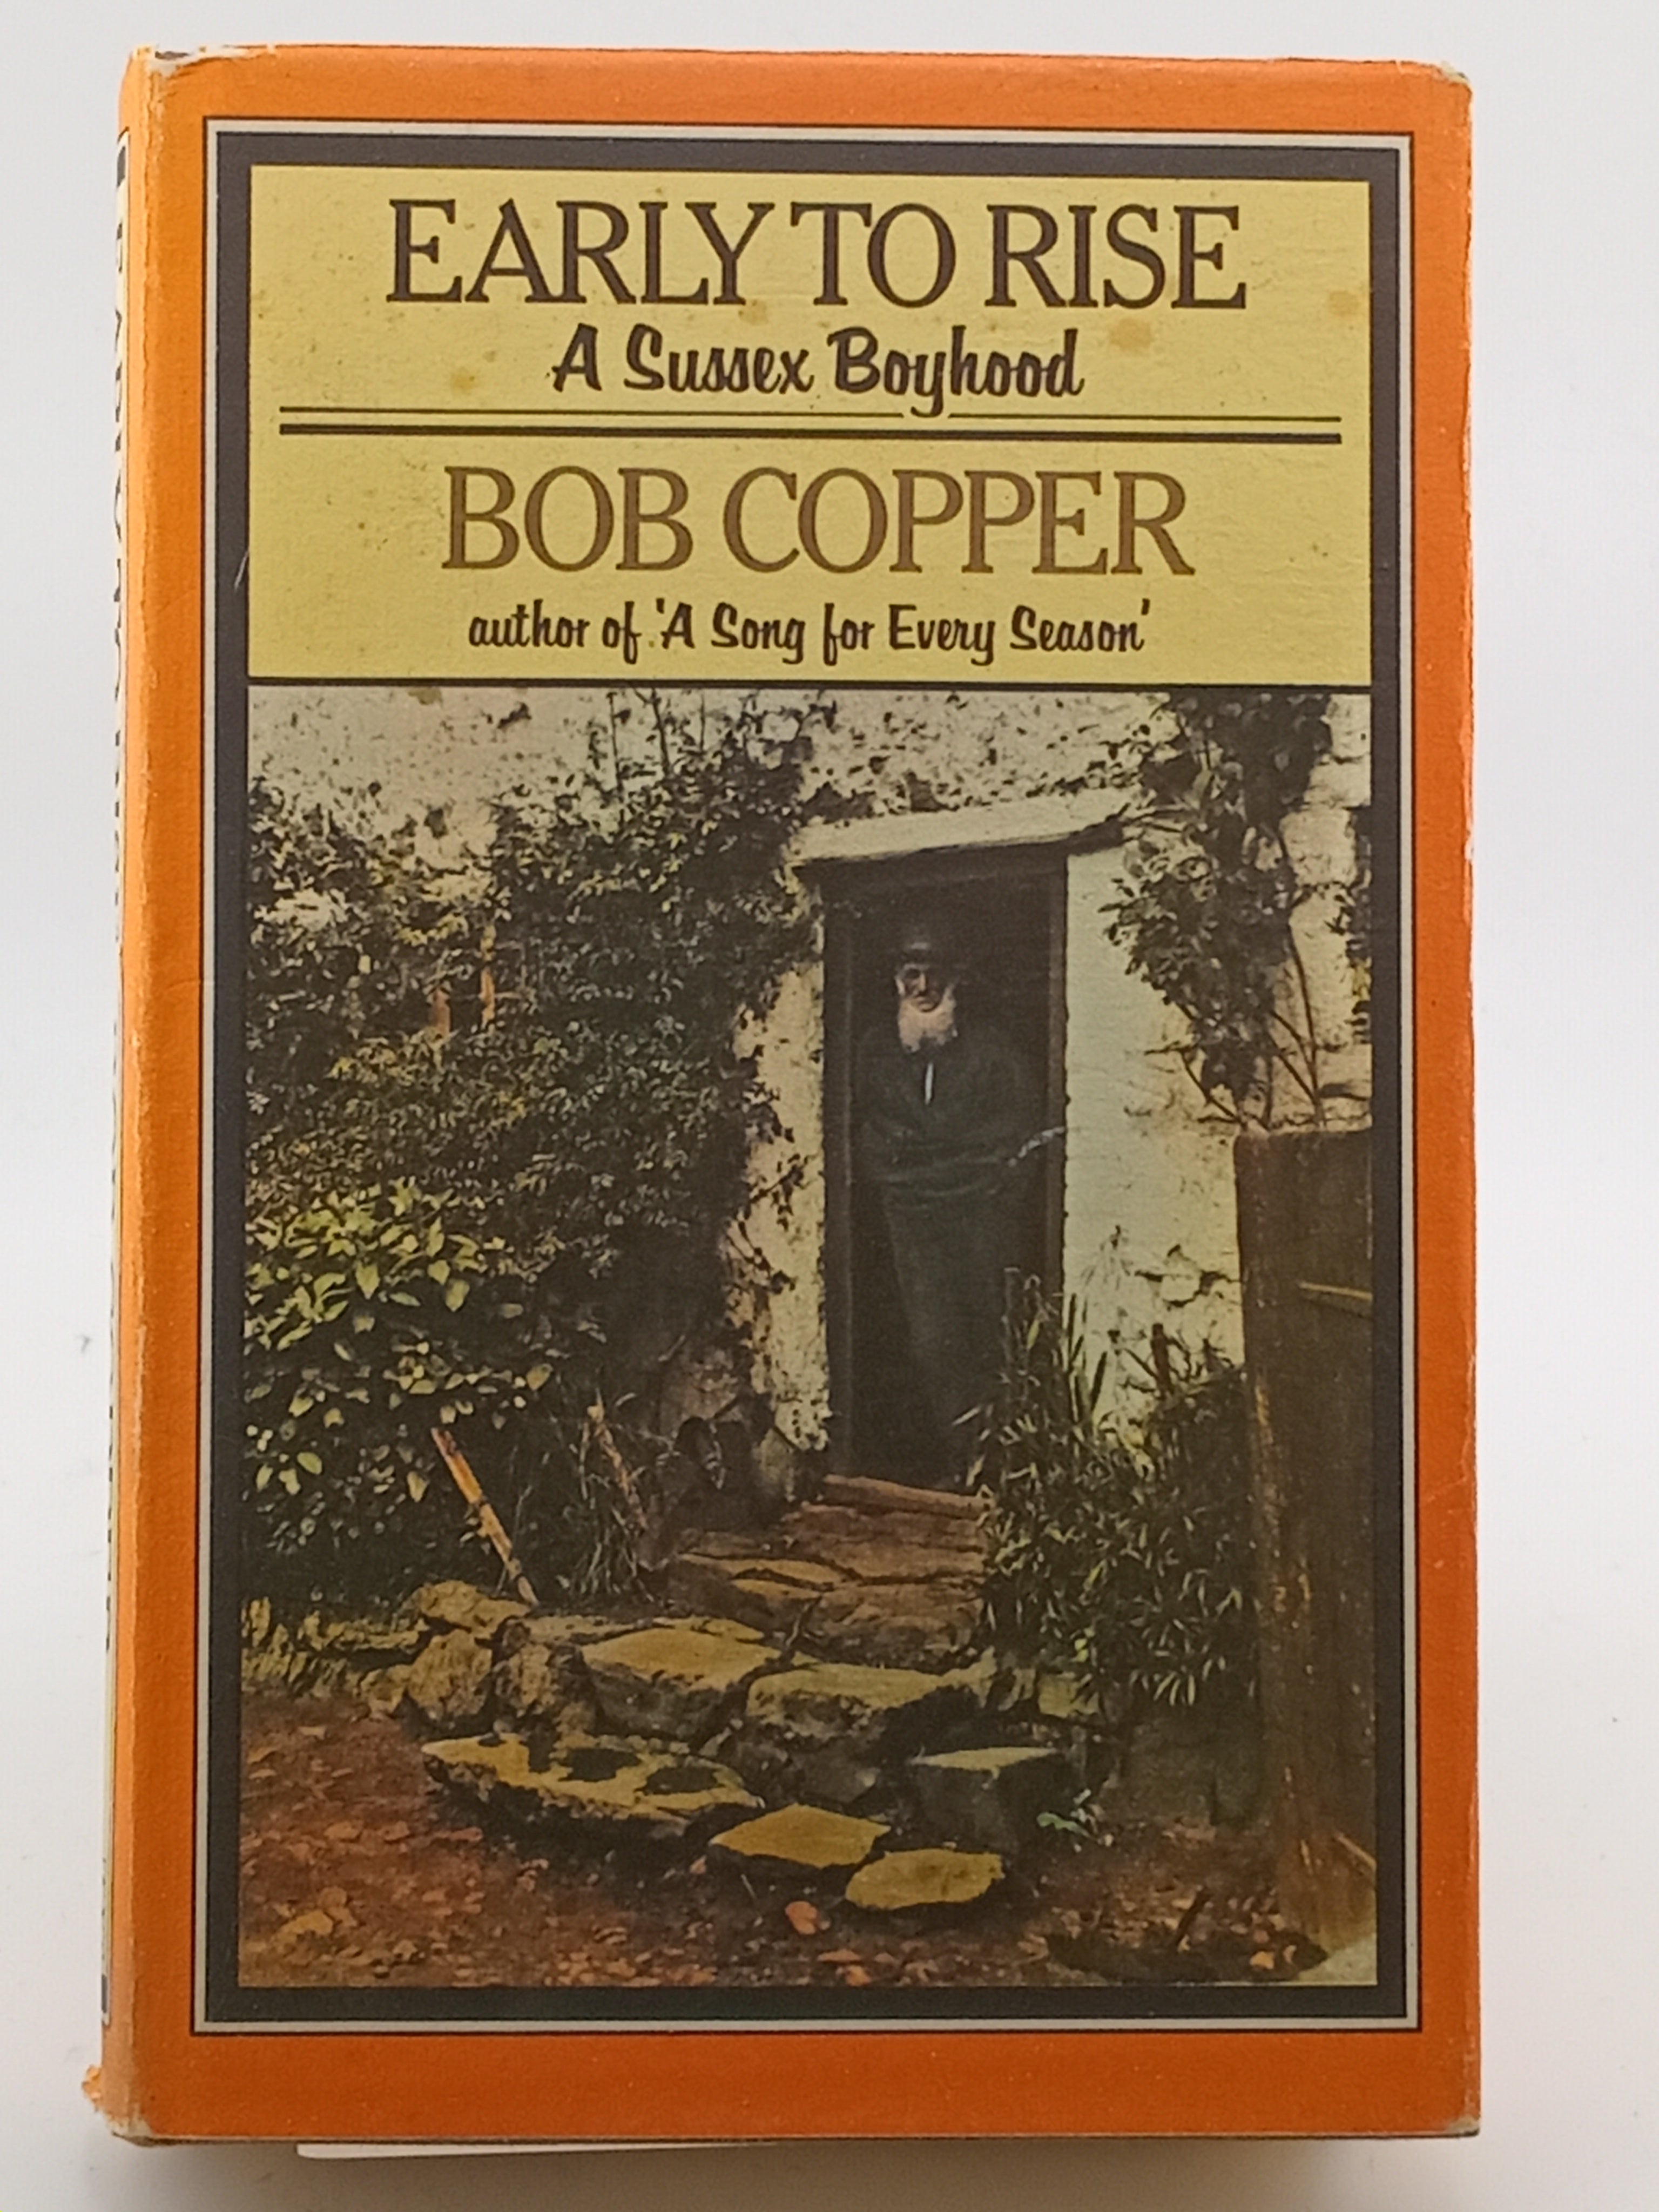 EARLY TO RISE
A Sussex Boyhood
BOB COPPER
author of 'A Song for Every Season'